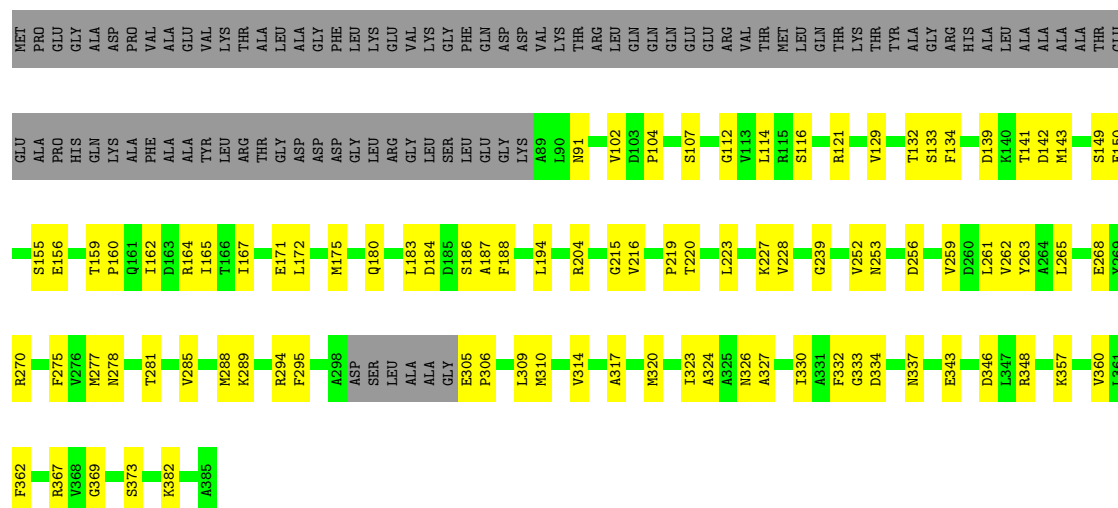 MET PRO GLU GLY ALA ASP PRO VAL ALA GLU VAL LYS THR ALA LEU ALA GLY PHE LEU LYS GLU VAL LYS GLY PHE GLN ASP ASP VAL LYS THR ARG LEU GLN GLN GLN GLU GLU ARG VAL THR MET LEU GLN THR LYS THR TYR ALA GLY ARG HIS ALA LEU ALA ALA ALA ALA THR GLU
GLU ALA PRO HIS GLN LYS ALA PHE ALA ALA TYR LEU ARG THR GLY ASP ASP ASP GLY LEU ARG GLY LEU SER LEU GLU GLY LYS A89 L90 N91 V102 D103 P104 S107 G112 V113 L114 R115 S116 R121 V129 T132 S133 F134 D139 K140 T141 D142 M143 S149 E150
S155 E156 T159 P160 Q161 I162 D163 R164 I165 T166 I167 E171 L172 M175 Q180 L183 D184 D185 S186 A187 F188 L194 R204 G215 V216 P219 T220 L223 K227 V228 G239 V252 N253 D256 V259 D260 L261 V262 Y263 A264 L265 E268 Y269
R270 F275 V276 M277 N278 T281 V285 M288 K289 R294 F295 A298 ASP SER LEU ALA ALA GLY E305 P306 L309 M310 V314 A317 M320 I323 A324 A325 N326 A327 I330 A331 F332 G333 D334 N337 E343 D346 L347 R348 K357 V360 L361
F362 R367 V368 G369 S373 K382 A385